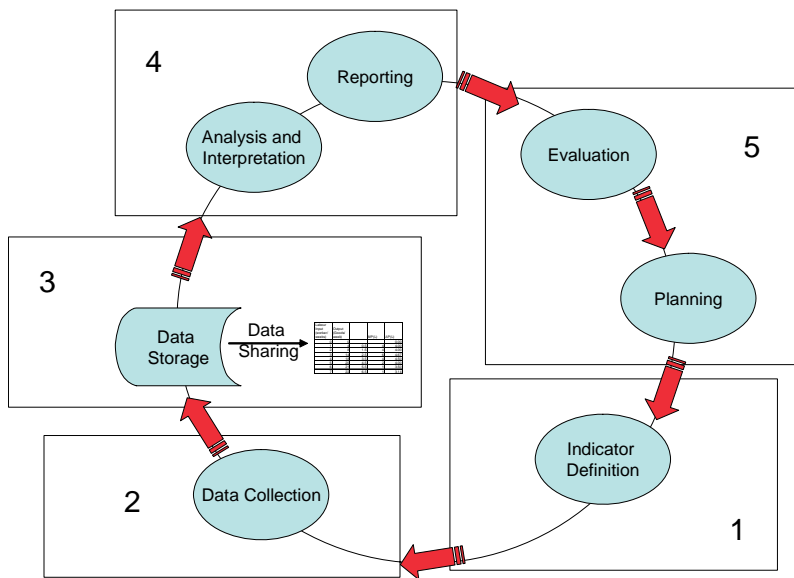 4
Reporting
Analysis and
Interpretation
5
Evaluation
3
Data
Storage
Data
Sharing
Planning
2
Data Collection
Indicator
Definition
1